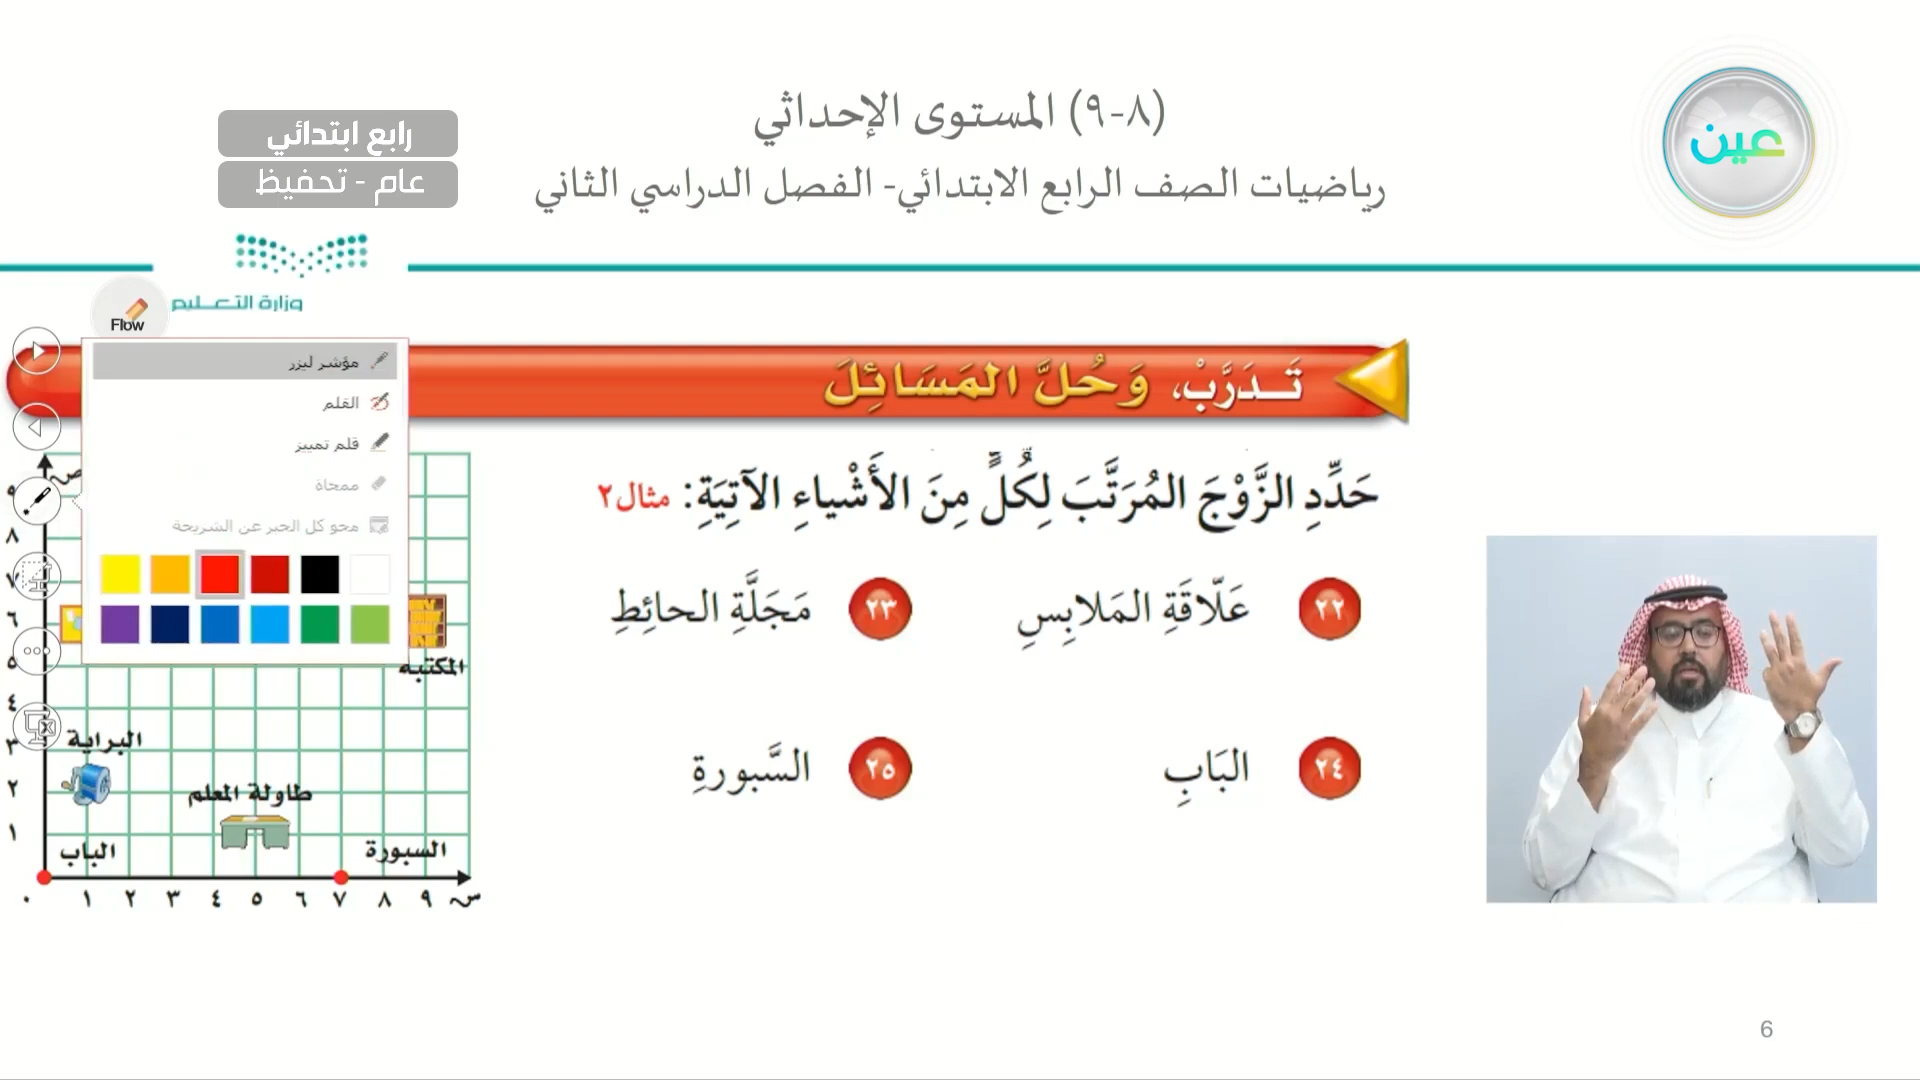 (٨-٩) المستوى الإحداثي
رياضيات الصف الرابع الابتدائي- الفصل الدراسي الثاني
عين
رابع ابتدائي
عام - تحفيظ
وزارة التعليم
Flow
مؤشر ليزر
القلم
قلم تمييز
ممحاة
محو كل الحبر عن الشريحة
تَدَرَّبْ، وَحُلَّ المَسَائِلَ
حَدِّدِ الزَّوْجَ المُرَتَّبَ لِكُلٍّ مِنَ الأَشْياءِ الآتِيَةِ: مثال٢
٢٢ عَلّاقَةِ المَلابِسِ
٢٣ مَجَلَّةِ الحائِطِ
٢٤ البَابِ
٢٥ السَّبورةِ
ص
٩
٨
٧
٦
٥
٤
٣
٢
١
المكتبة
البراية
طاولة المعلم
الباب
السبورة
٠ ١ ٢ ٣ ٤ ٥ ٦ ٧ ٨ ٩ س
6